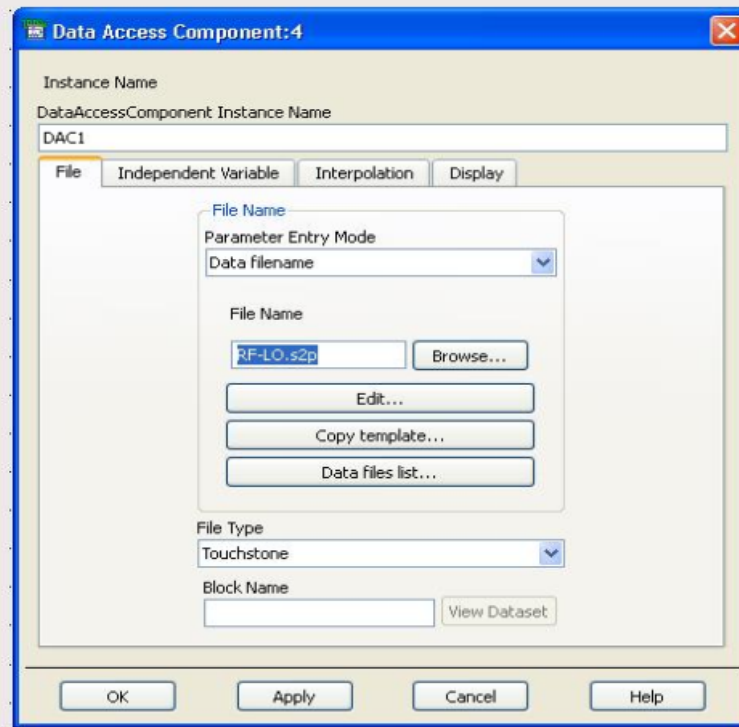 Data Access Component:4
Instance Name
DataAccessComponent Instance Name
DAC1
File Independent Variable Interpolation Display
File Name
Parameter Entry Mode
Data filename
File Name
RF-LO.s2p Browse...
Edit...
Copy template...
Data files list...
File Type
Touchstone
Block Name
View Dataset
OK Apply Cancel Help